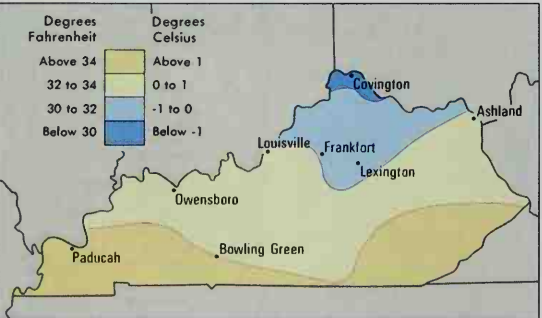 Degrees Fahrenheit
Degrees Celsius
Above 34
Above 1
32 to 34
0 to 1
30 to 32
-1 to 0
Below 30
Below -1
Covington
Ashland
Louisville
Frankfort
Lexington
Owensboro
Bowling Green
Paducah